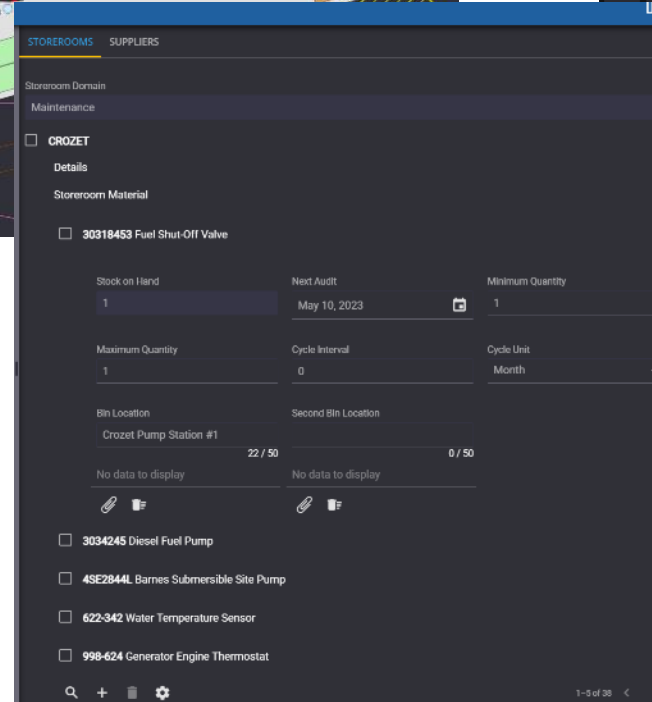 STOREROOMS SUPPLIERS
Storeroom Domain
Maintenance
CROZET
Details
Storeroom Material
30318453 Fuel Shut-Off Valve
Stock on Hand Next Audit Minimum Quantity
1 May 10, 2023 1
Maximum Quantity Cycle Interval Cycle Unit
1 0 Month
Bin Location Second Bin Location
Crozet Pump Station #1
22 / 50 0 / 50
No data to display No data to display
3034245 Diesel Fuel Pump
4SE2844L Barnes Submersible Site Pump
622-342 Water Temperature Sensor
998-624 Generator Engine Thermostat
1–5 of 38